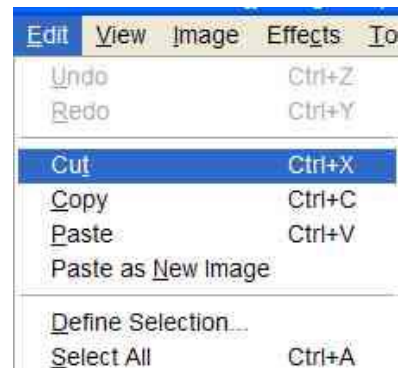 Edit View Image Effects To
Undo Ctrl+Z
Redo Ctrl+Y
Cut Ctrl+X
Copy Ctrl+C
Paste Ctrl+V
Paste as New Image
Define Selection...
Select All Ctrl+A